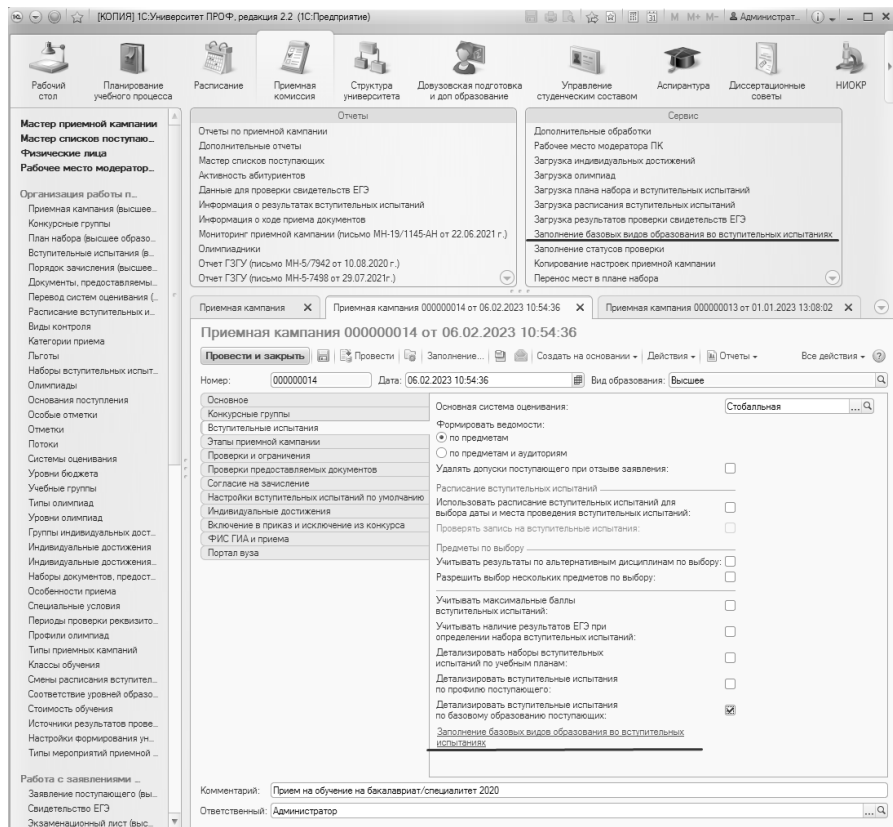 [КОПИЯ] 1С:Университет ПРОФ, редакция 2.2 (1С:Предприятие)
M M+ M- Администрат...
Рабочий стол
Планирование учебного процесса
Расписание
Приемная комиссия
Структура университета
Довузовская подготовка и доп образование
Управление студенческим составом
Аспирантура
Диссертационные советы
НИОКР
Мастер приемной кампании
Мастер списков поступаю...
Физические лица
Рабочее место модератор...
Организация работы п...
Приемная кампания (высшее...
Конкурсные группы
План набора (высшее образо...
Вступительные испытания (в...
Порядок зачисления (высшее...
Документы, предоставляемы...
Перевод систем оценивания (...
Расписание вступительных и...
Виды контроля
Категории приема
Льготы
Наборы вступительных испыт...
Олимпиады
Основания поступления
Особые отметки
Отметки
Потоки
Системы оценивания
Уровни бюджета
Учебные группы
Типы олимпиад
Уровни олимпиад
Группы индивидуальных дост...
Индивидуальные достижения
Индивидуальные достижения...
Наборы документов, предост...
Особенности приема
Специальные условия
Периоды проверки реквизито...
Профили олимпиад
Типы приемных кампаний
Классы обучения
Смены расписания вступител...
Соответствие уровней образо...
Стоимость обучения
Источники результатов прове...
Настройки формирования ун...
Типы мероприятий приемной ...
Работа с заявлениями ...
Заявление поступающего (вы...
Свидетельство ЕГЭ
Экзаменационный лист (выс...
Отчеты
Отчеты по приемной кампании
Дополнительные отчеты
Мастер списков поступающих
Активность абитуриентов
Данные для проверки свидетельств ЕГЭ
Информация о результатах вступительных испытаний
Информация о ходе приема документов
Мониторинг приемной кампании (письмо МН-19/1145-АН от 22.06.2021 г.)
Олимпиадники
Отчет ГЗГУ (письмо МН-5/7942 от 10.08.2020 г.)
Отчет ГЗГУ (письмо МН-5-7498 от 29.07.2021г.)
Сервис
Дополнительные обработки
Рабочее место модератора ПК
Загрузка индивидуальных достижений
Загрузка олимпиад
Загрузка плана набора и вступительных испытаний
Загрузка расписания вступительных испытаний
Загрузка результатов проверки свидетельств ЕГЭ
Заполнение базовых видов образования во вступительных испытаниях
Заполнение статусов проверки
Копирование настроек приемной кампании
Перенос мест в плане набора
Приемная кампания
Приемная кампания 000000014 от 06.02.2023 10:54:36
Приемная кампания 000000013 от 01.01.2023 13:08:02
Приемная кампания 000000014 от 06.02.2023 10:54:36
Провести и закрыть Провести Заполнение... Создать на основании Действия Отчеты Все действия
Номер: 000000014 Дата: 06.02.2023 10:54:36 Вид образования: Высшее
Основное
Конкурсные группы
Вступительные испытания
Этапы приемной кампании
Проверки и ограничения
Проверки предоставляемых документов
Согласие на зачисление
Настройки вступительных испытаний по умолчанию
Индивидуальные достижения
Включение в приказ и исключение из конкурса
ФИС ГИА и приема
Портал вуза
Основная система оценивания: Стобалльная ...
Формировать ведомости:
по предметам
по предметам и аудиториям
Удалять допуски поступающего при отзыве заявления:
Расписание вступительных испытаний
Использовать расписание вступительных испытаний для
выбора даты и места проведения вступительных испытаний:
Проверять запись на вступительные испытания:
Предметы по выбору
Учитывать результаты по альтернативным дисциплинам по выбору:
Разрешить выбор нескольких предметов по выбору:
Учитывать максимальные баллы
вступительных испытаний:
Учитывать наличие результатов ЕГЭ при
определении набора вступительных испытаний:
Детализировать наборы вступительных
испытаний по учебным планам:
Детализировать вступительные испытания
по профилю поступающего:
Детализировать вступительные испытания
по базовому образованию поступающих:
Заполнение базовых видов образования во вступительных
испытаниях
Комментарий: Прием на обучение на бакалавриат/специалитет 2020
Ответственный: Администратор ...